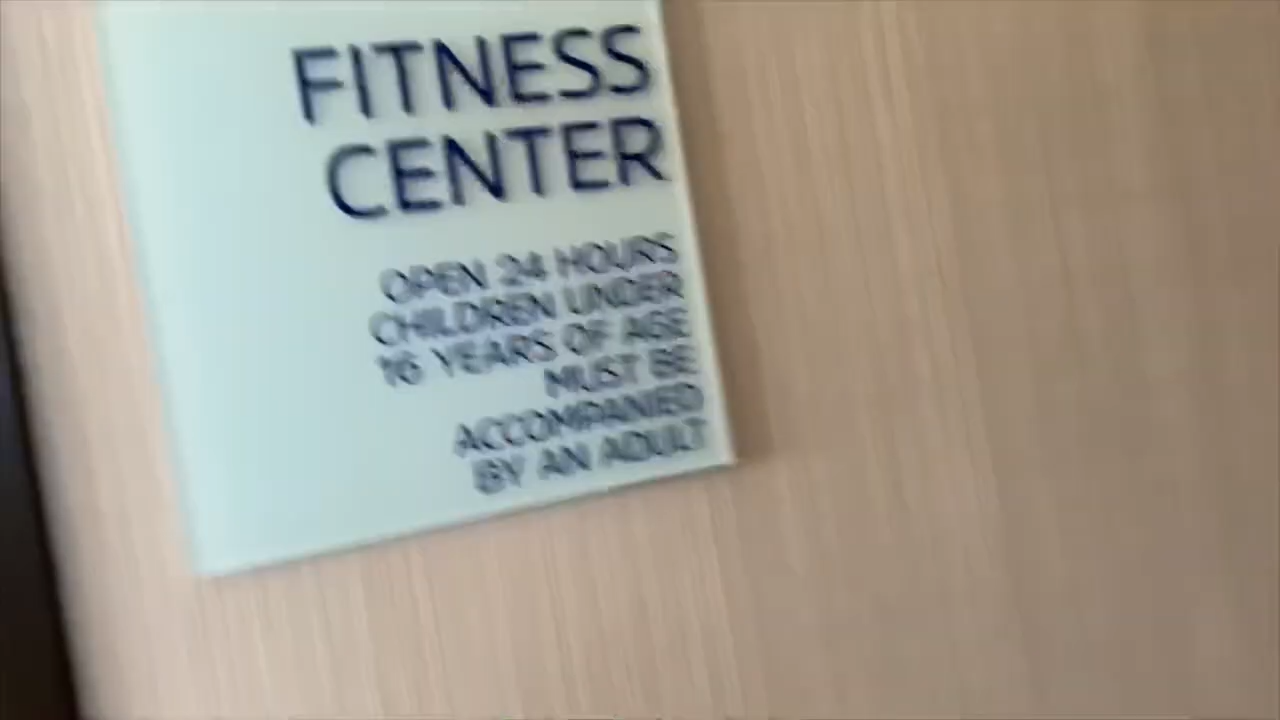 FITNESS
CENTER
OPEN 24 HOURS
CHILDREN UNDER
16 YEARS OF AGE
MUST BE
ACCOMPANIED
BY AN ADULT